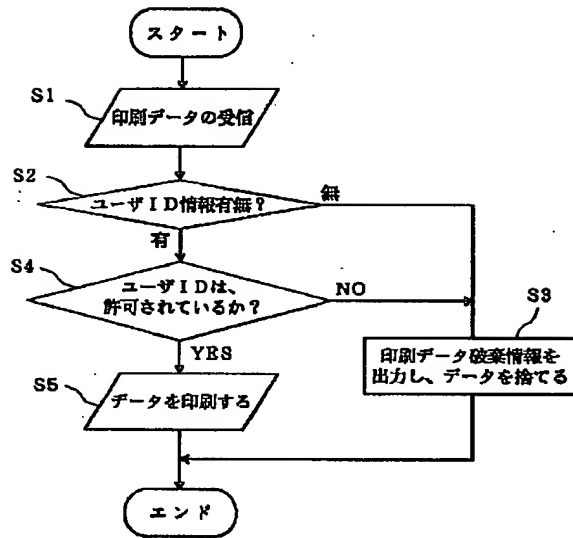 スタート
S1
印刷データの受信
S2
ユーザID情報有無?
無
有
S4
ユーザIDは、
許可されているか?
NO
S3
YES
印刷データ破棄情報を
出力し、データを捨てる
S5
データを印刷する
エンド